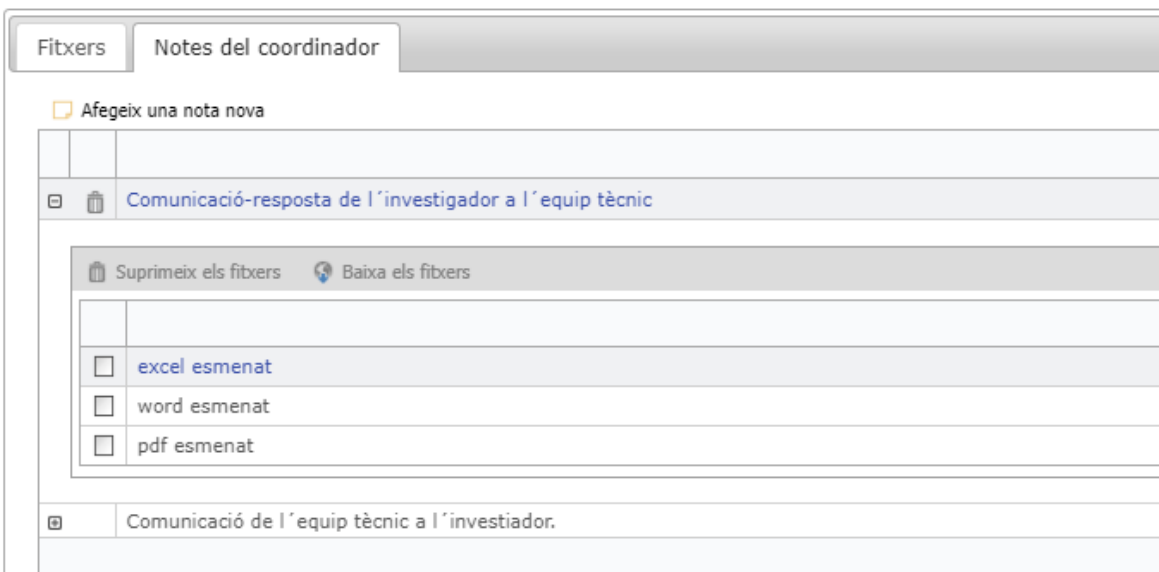 Fitxers Notes del coordinador
Afegeix una nota nova
Comunicació-resposta de l´investigador a l´equip tècnic
Suprimeix els fitxers Baixa els fitxers
excel esmenat
word esmenat
pdf esmenat
Comunicació de l´equip tècnic a l´investiador.